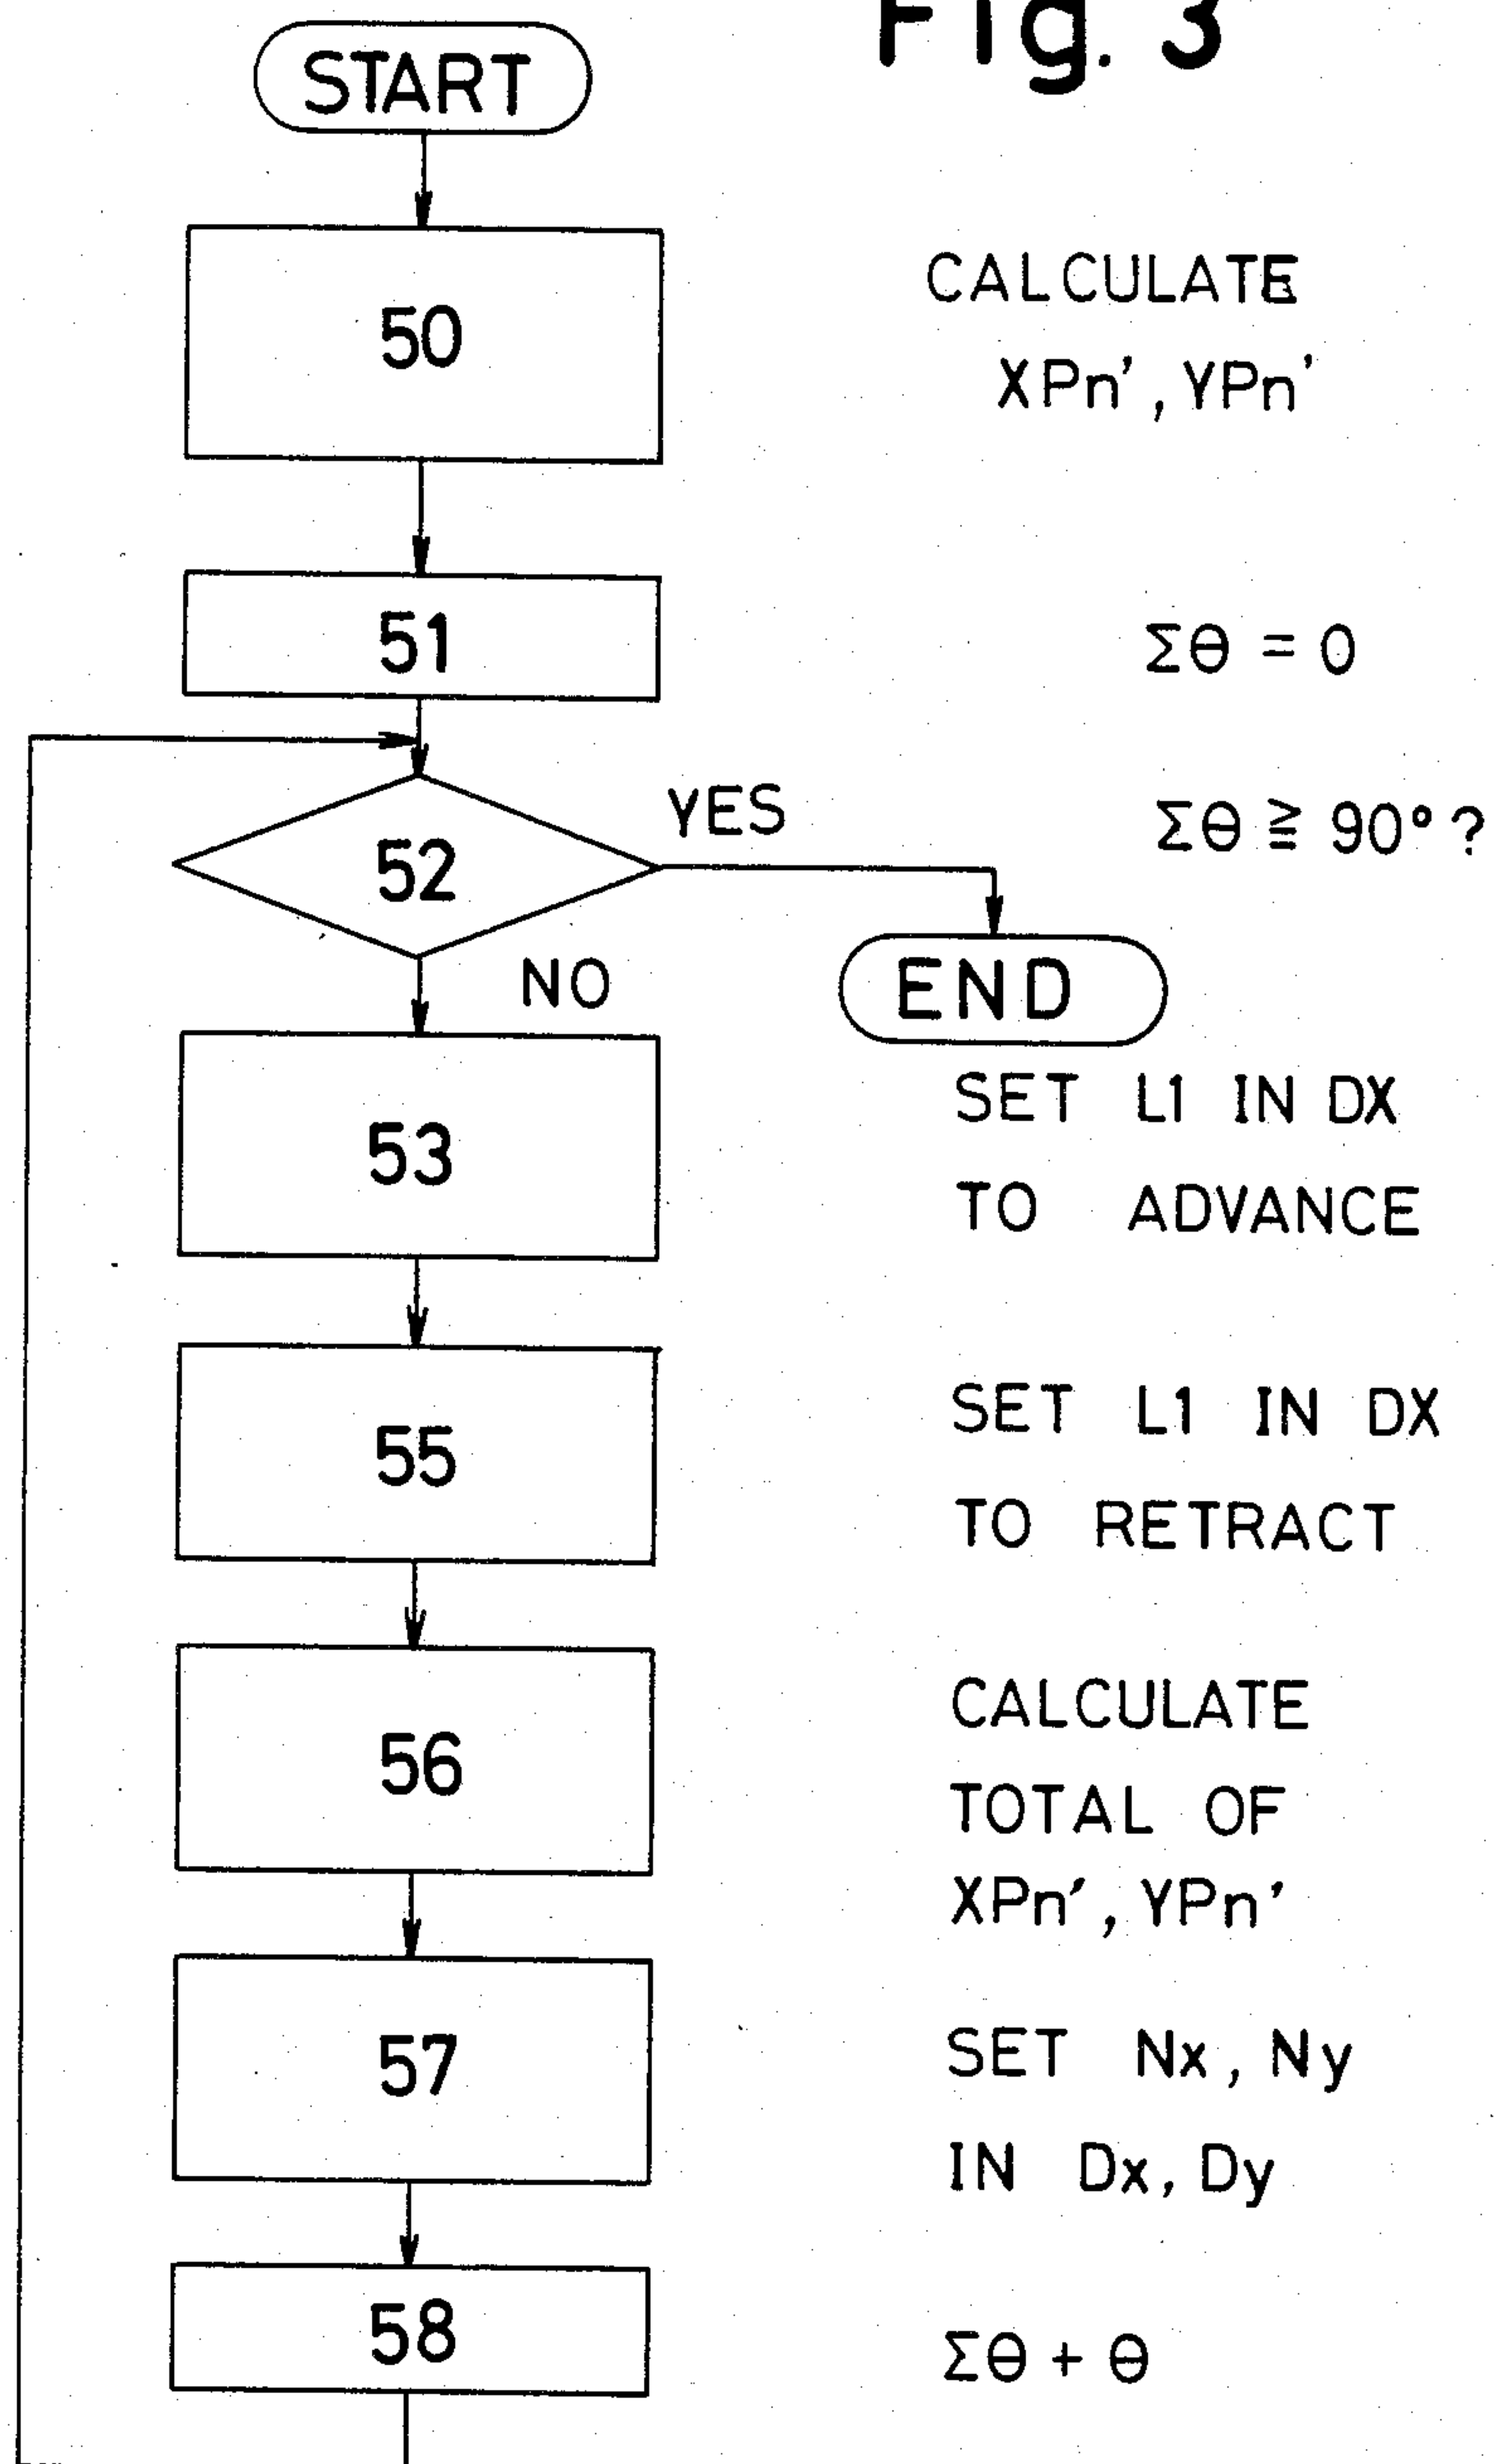 Fig. 3
START
50
CALCULATE
XPn', YPn'
51
Σθ = 0
52
YES
Σθ ≧ 90° ?
NO
END
53
SET L1 IN DX
TO ADVANCE
55
SET L1 IN DX
TO RETRACT
56
CALCULATE
TOTAL OF
XPn', YPn'
57
SET Nx, Ny
IN Dx, Dy
58
Σθ + θ